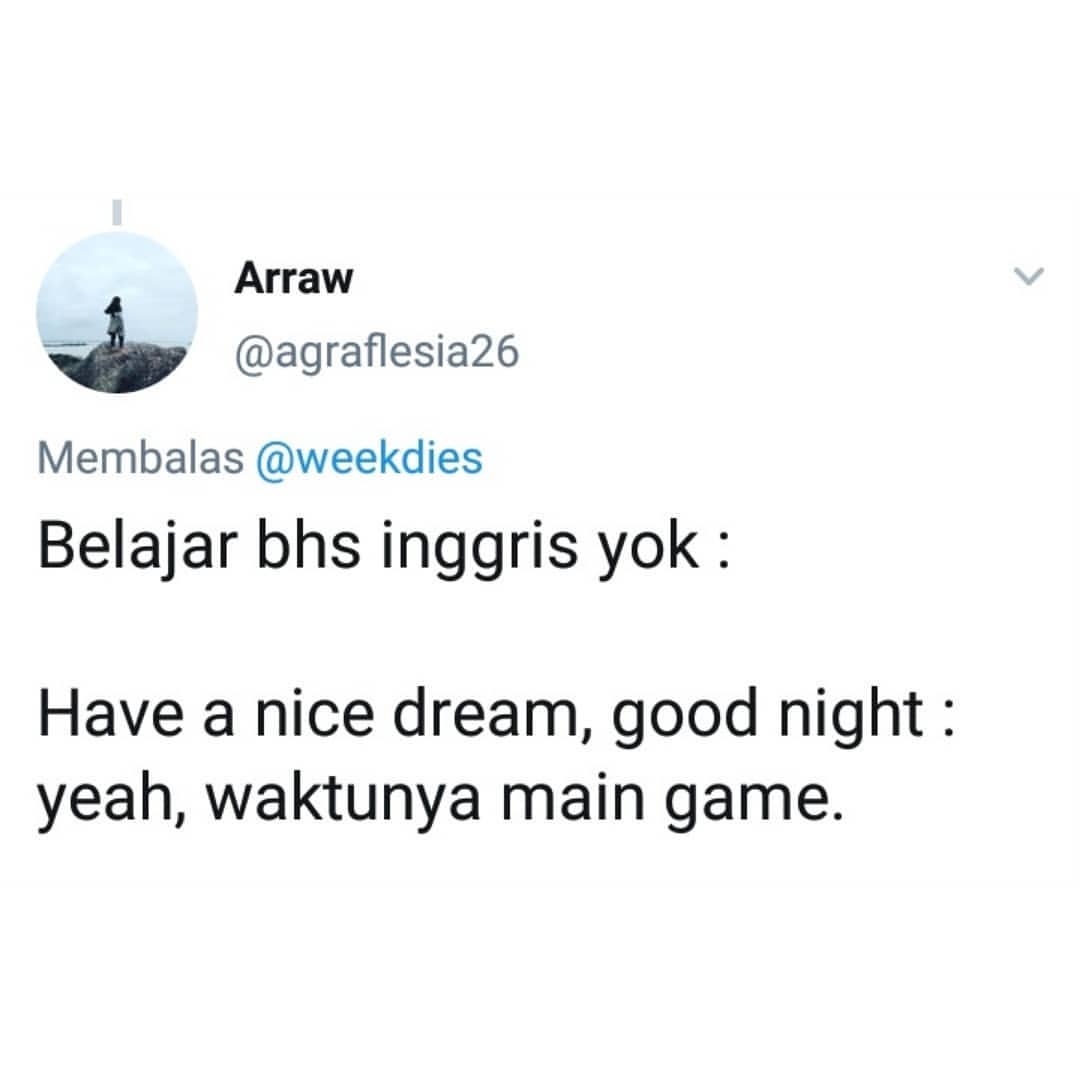 Arraw
@agraflesia26
Membalas @weekdies
Belajar bhs inggris yok :
Have a nice dream, good night :
yeah, waktunya main game.